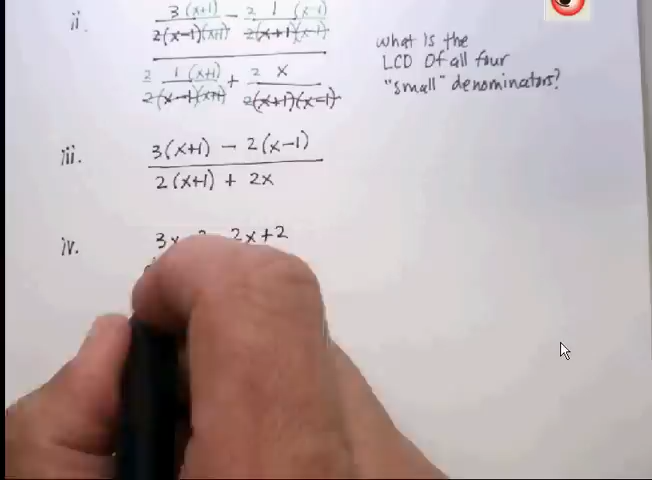 ii. 3 (x+1) − 2 1 (x−1)
2(x−1)(x+1) 2(x+1)(x−1)
2 1 (x+1) + 2 x
2(x−1)(x+1) 2(x+1)(x−1)
what is the
LCD of all four
"small" denominators?
iii. 3(x+1) − 2(x−1)
2(x+1) + 2x
iv. 3x 2x+2